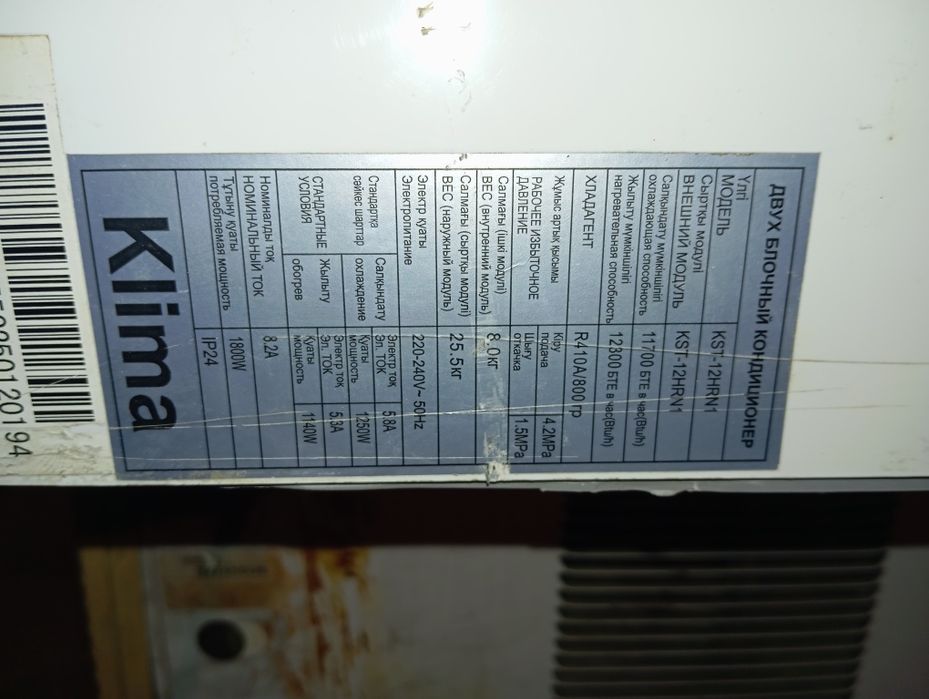 ДВУХ БЛОЧНЫЙ КОНДИЦИОНЕР
Үлгі
МОДЕЛЬ
KST-12HRN1
Сыртқы модулі
ВНЕШНИЙ МОДУЛЬ
KST-12HRN1
Салқындату мүмкіншілігі
охлаждающая способность
11700 БТЕ в час(Btu/h)
Жылыту мүмкіншілігі
нагревательная способность
12300 БТЕ в час(Btu/h)
ХЛАДАГЕНТ
R410A/800 гр
Жұмыс артық қысымы
РАБОЧЕЕ ИЗБЫТОЧНОЕ
ДАВЛЕНИЕ
Кіру
подача
4.2MPa
Шығу
откачка
1.5MPa
Салмағы (ішкі модулі)
ВЕС (внутренний модуль)
8.0кг
Салмағы (сыртқы модулі)
ВЕС (наружный модуль)
25.5кг
Электр қуаты
Электропитание
220-240V~ 50Hz
Стандартқа
сәйкес шарттар
СТАНДАРТНЫЕ
УСЛОВИЯ
Салқындату
охлаждение
Электр ток
Эл. ТОК
5.8A
Қуаты
мощность
1250W
Жылыту
обогрев
Электр ток
Эл. ТОК
5.3A
Қуаты
мощность
1140W
Номиналды ток
НОМИНАЛЬНЫЙ ТОК
8.2A
Тұтыну қуаты
потребляемая мощность
1800W
IP24
Klima